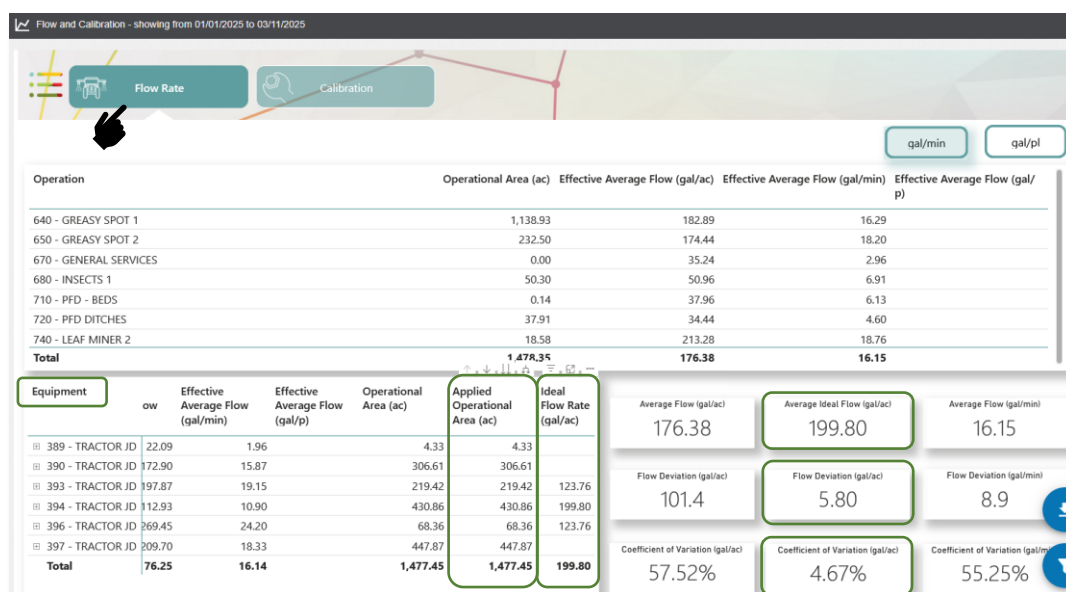 Flow and Calibration - showing from 01/01/2025 to 03/11/2025
Flow Rate
Calibration
gal/min
gal/pl
Operation Operational Area (ac) Effective Average Flow (gal/ac) Effective Average Flow (gal/min) Effective Average Flow (gal/
p)
640 - GREASY SPOT 1 1,138.93 182.89 16.29
650 - GREASY SPOT 2 232.50 174.44 18.20
670 - GENERAL SERVICES 0.00 35.24 2.96
680 - INSECTS 1 50.30 50.96 6.91
710 - PFD - BEDS 0.14 37.96 6.13
720 - PFD DITCHES 37.91 34.44 4.60
740 - LEAF MINER 2 18.58 213.28 18.76
Total 1,478.35 176.38 16.15
Equipment Effective Effective Operational Applied Ideal
ow Average Flow Average Flow Area (ac) Operational Flow Rate
(gal/min) (gal/p) Area (ac) (gal/ac)
389 - TRACTOR JD 22.09 1.96 4.33 4.33
390 - TRACTOR JD 172.90 15.87 306.61 306.61
393 - TRACTOR JD 197.87 19.15 219.42 219.42 123.76
394 - TRACTOR JD 112.93 10.90 430.86 430.86 199.80
396 - TRACTOR JD 269.45 24.20 68.36 68.36 123.76
397 - TRACTOR JD 209.70 18.33 447.87 447.87
Total 76.25 16.14 1,477.45 1,477.45 199.80
Average Flow (gal/ac) Average Ideal Flow (gal/ac) Average Flow (gal/min)
176.38 199.80 16.15
Flow Deviation (gal/ac) Flow Deviation (gal/ac) Flow Deviation (gal/min)
101.4 5.80 8.9
Coefficient of Variation (gal/ac) Coefficient of Variation (gal/ac) Coefficient of Variation (gal/m
57.52% 4.67% 55.25%